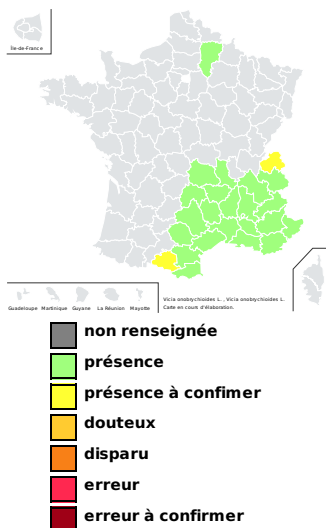 Île-de-France
Guadeloupe Martinique Guyane La Réunion Mayotte
Vicia onobrychioides L. , Vicia onobrychioides L.
Carte en cours d'élaboration.
non renseignée
présence
présence à confimer
douteux
disparu
erreur
erreur à confirmer